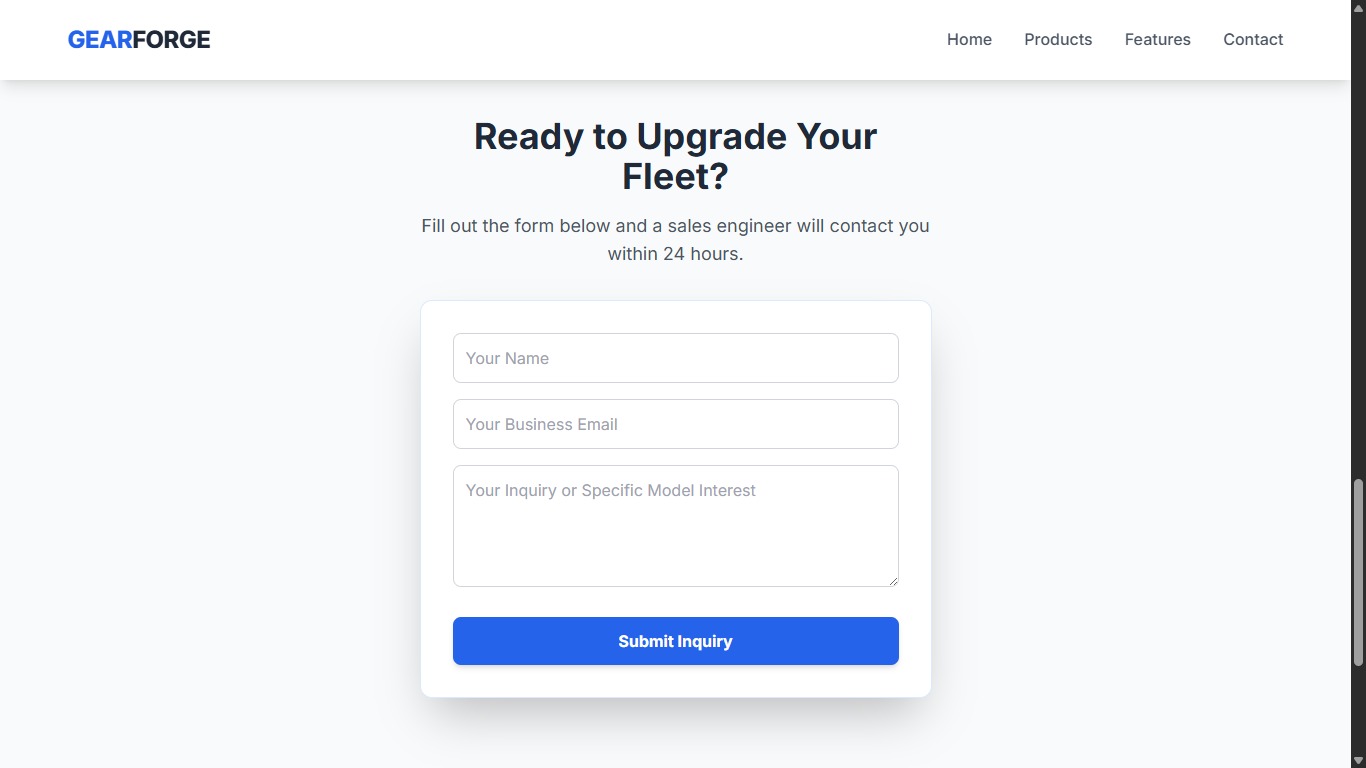 GEARFORGE
Home
Products
Features
Contact
Ready to Upgrade Your
Fleet?
Fill out the form below and a sales engineer will contact you
within 24 hours.
Your Name
Your Business Email
Your Inquiry or Specific Model Interest
Submit Inquiry